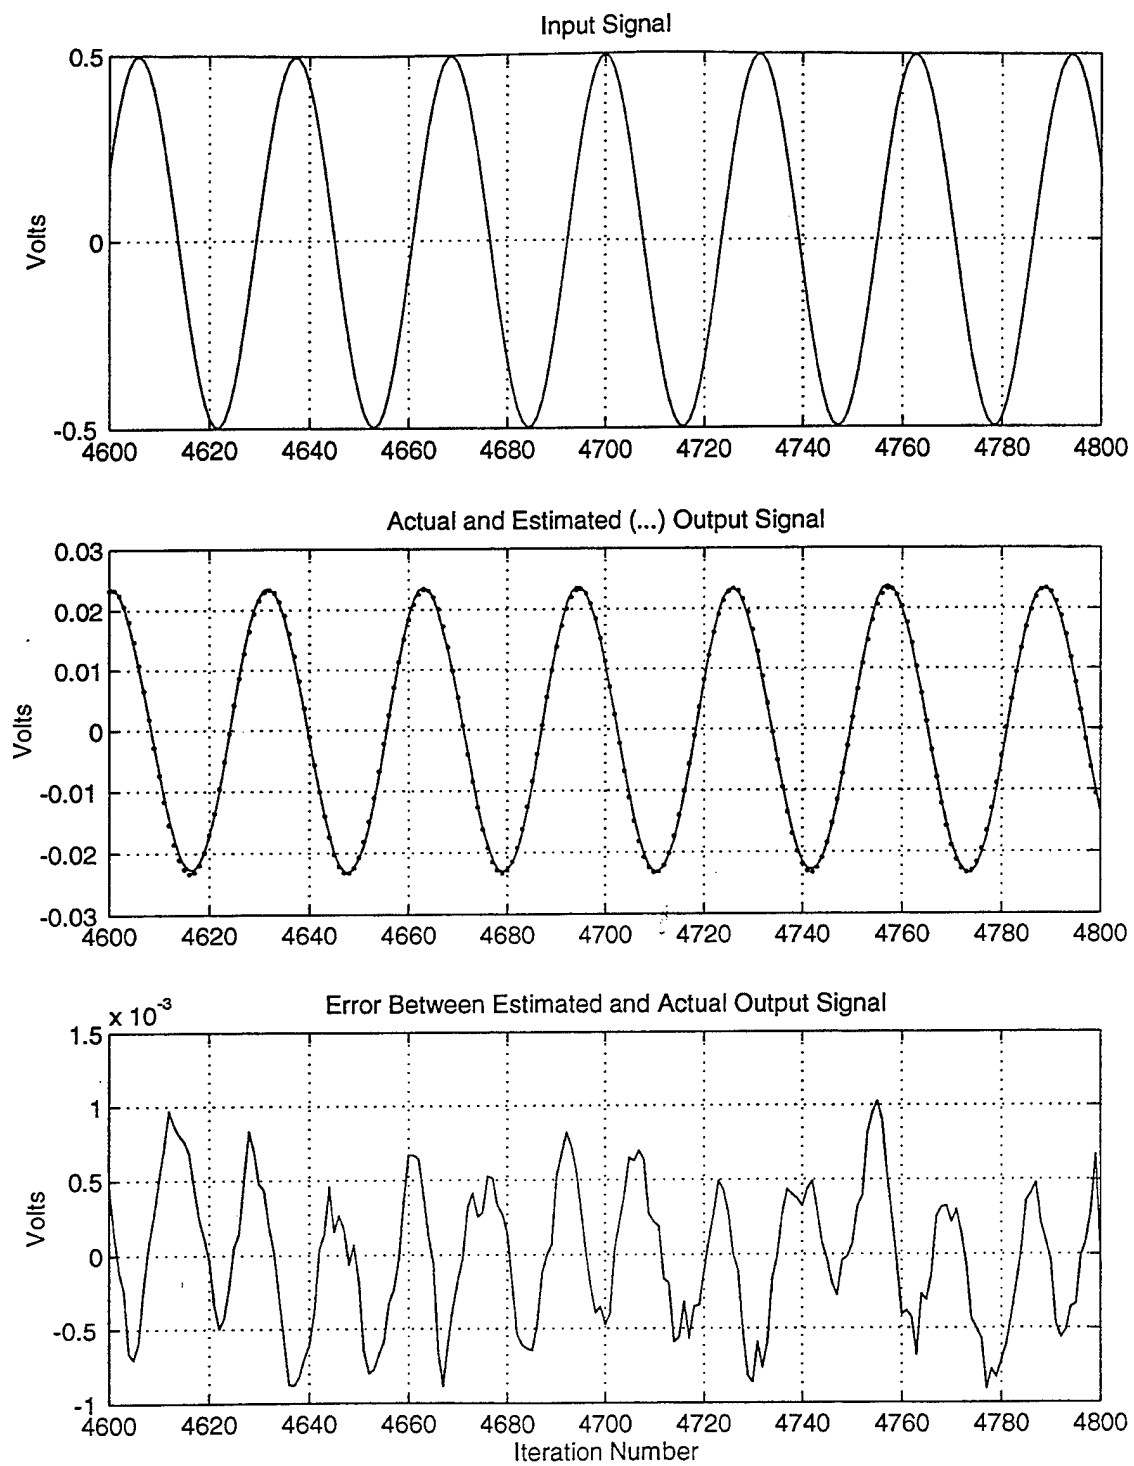 Input Signal
0.5
0
-0.5
Volts
4600 4620 4640 4660 4680 4700 4720 4740 4760 4780 4800
Actual and Estimated (...) Output Signal
0.03
0.02
0.01
0
-0.01
-0.02
-0.03
Volts
4600 4620 4640 4660 4680 4700 4720 4740 4760 4780 4800
Error Between Estimated and Actual Output Signal
x 10-3
1.5
1
0.5
0
-0.5
-1
Volts
4600 4620 4640 4660 4680 4700 4720 4740 4760 4780 4800
Iteration Number